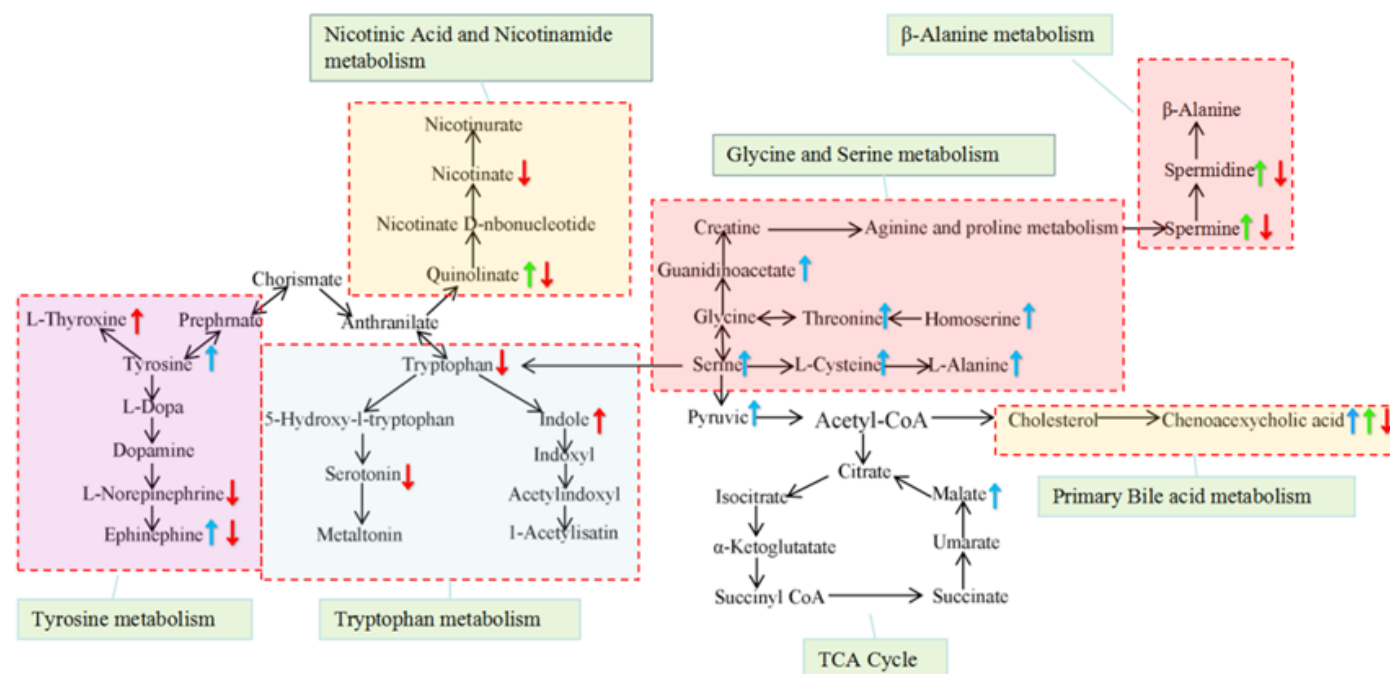 Nicotinic Acid and Nicotinamide
metabolism
β-Alanine metabolism
Nicotinurate
β-Alanine
Glycine and Serine metabolism
Nicotinate
Spermidine
Nicotinate D-nbonucleotide
Creatine
Aginine and proline metabolism
Spermine
Chorismate
Quinolinate
Guanidinoacetate
L-Thyroxine
Prephmate
Anthranilate
Glycine
Threonine
Homoserine
Tyrosine
Tryptophan
Serine
L-Cysteine
L-Alanine
L-Dopa
5-Hydroxy-l-tryptophan
Indole
Pyruvic
Acetyl-CoA
Cholesterol
Chenoacexycholic acid
Dopamine
Indoxyl
Serotonin
Citrate
L-Norepinephrine
Acetylindoxyl
Isocitrate
Malate
Primary Bile acid metabolism
Ephinephine
Metaltonin
1-Acetylisatin
α-Ketoglutatate
Umarate
Succinyl CoA
Succinate
Tyrosine metabolism
Tryptophan metabolism
TCA Cycle